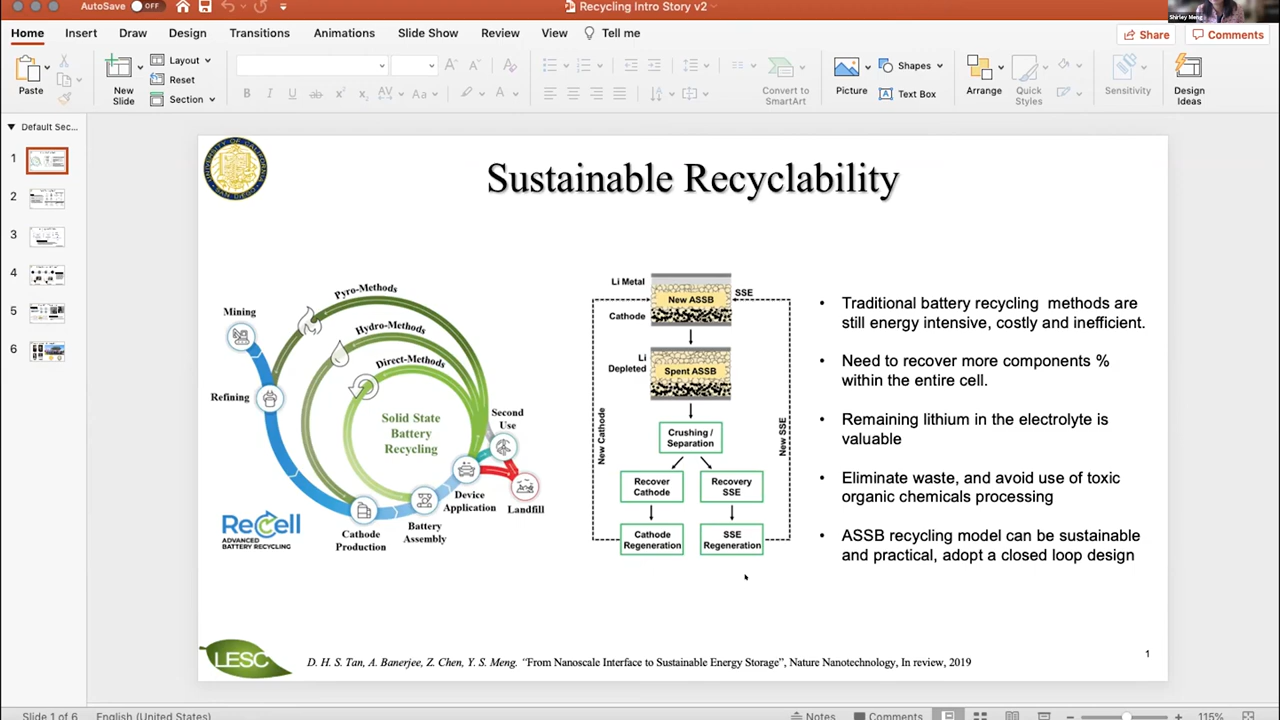 AutoSave OFF
Recycling Intro Story v2
Shirley Meng
Home Insert Draw Design Transitions Animations Slide Show Review View Tell me
Share Comments
Paste
New
Slide
Layout
Reset
Section
Convert to
SmartArt
Picture
Shapes
Text Box
Arrange
Quick
Styles
Sensitivity
Design
Ideas
Default Sec...
1
2
3
4
5
6
UNIVERSITY OF CALIFORNIA
SAN DIEGO
Sustainable Recyclability
Pyro-Methods
Hydro-Methods
Direct-Methods
Mining
Refining
Solid State
Battery
Recycling
Second
Use
Device
Application
Landfill
Battery
Assembly
Cathode
Production
ReCell
ADVANCED
BATTERY RECYCLING
Li Metal
SSE
New ASSB
Cathode
Li
Depleted
Spent ASSB
New Cathode
New SSE
Crushing /
Separation
Recover
Cathode
Recovery
SSE
Cathode
Regeneration
SSE
Regeneration
• Traditional battery recycling methods are
still energy intensive, costly and inefficient.
• Need to recover more components %
within the entire cell.
• Remaining lithium in the electrolyte is
valuable
• Eliminate waste, and avoid use of toxic
organic chemicals processing
• ASSB recycling model can be sustainable
and practical, adopt a closed loop design
LESC
D. H. S. Tan, A. Banerjee, Z. Chen, Y. S. Meng. “From Nanoscale Interface to Sustainable Energy Storage”, Nature Nanotechnology, In review, 2019
1
Slide 1 of 6 English (United States) Notes Comments 115%